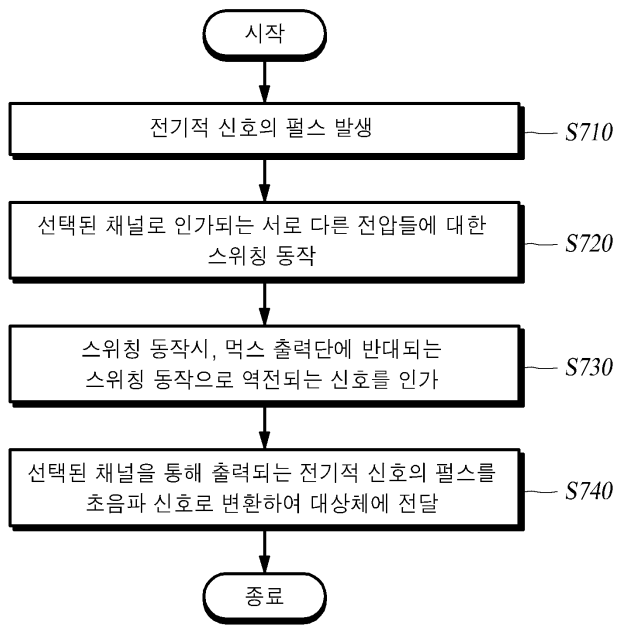 시작
전기적 신호의 펄스 발생
S710
선택된 채널로 인가되는 서로 다른 전압들에 대한
스위칭 동작
S720
스위칭 동작시, 먹스 출력단에 반대되는
스위칭 동작으로 역전되는 신호를 인가
S730
선택된 채널을 통해 출력되는 전기적 신호의 펄스를
초음파 신호로 변환하여 대상체에 전달
S740
종료